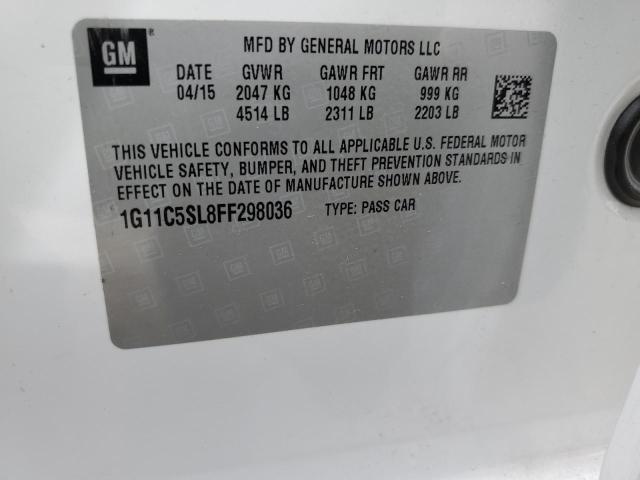 GM
MFD BY GENERAL MOTORS LLC
DATE GVWR GAWR FRT GAWR RR
04/15 2047 KG 1048 KG 999 KG
4514 LB 2311 LB 2203 LB
THIS VEHICLE CONFORMS TO ALL APPLICABLE U.S. FEDERAL MOTOR
VEHICLE SAFETY, BUMPER, AND THEFT PREVENTION STANDARDS IN
EFFECT ON THE DATE OF MANUFACTURE SHOWN ABOVE.
1G11C5SL8FF298036 TYPE: PASS CAR